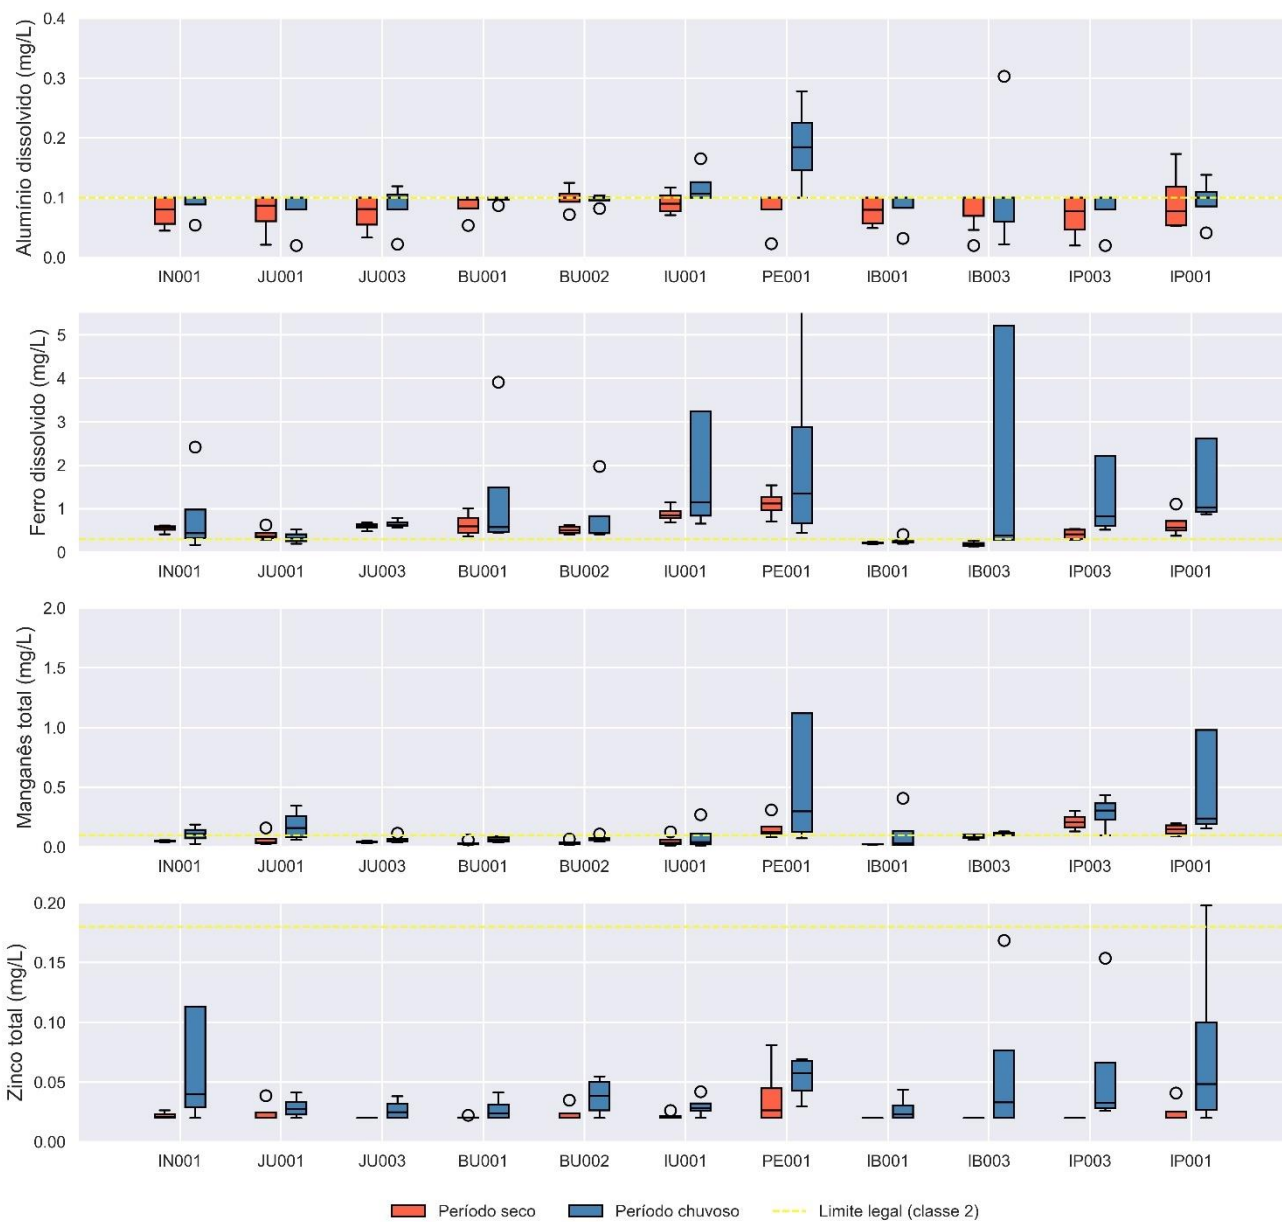 Alumínio dissolvido (mg/L)
0.4
0.3
0.2
0.1
0.0
IN001 JU001 JU003 BU001 BU002 IU001 PE001 IB001 IB003 IP003 IP001
Ferro dissolvido (mg/L)
5
4
3
2
1
0
IN001 JU001 JU003 BU001 BU002 IU001 PE001 IB001 IB003 IP003 IP001
Manganês total (mg/L)
2.0
1.5
1.0
0.5
0.0
IN001 JU001 JU003 BU001 BU002 IU001 PE001 IB001 IB003 IP003 IP001
Zinco total (mg/L)
0.20
0.15
0.10
0.05
0.00
IN001 JU001 JU003 BU001 BU002 IU001 PE001 IB001 IB003 IP003 IP001
Período seco Período chuvoso Limite legal (classe 2)